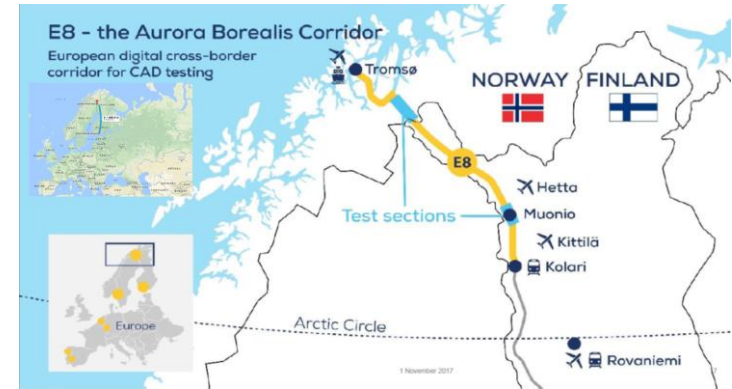 E8 - the Aurora Borealis Corridor
European digital cross-border
corridor for CAD testing
Tromsø
NORWAY
FINLAND
E8
Hetta
Test sections
Muonio
Kittilä
Kolari
Europe
Arctic Circle
Rovaniemi
1 November 2017